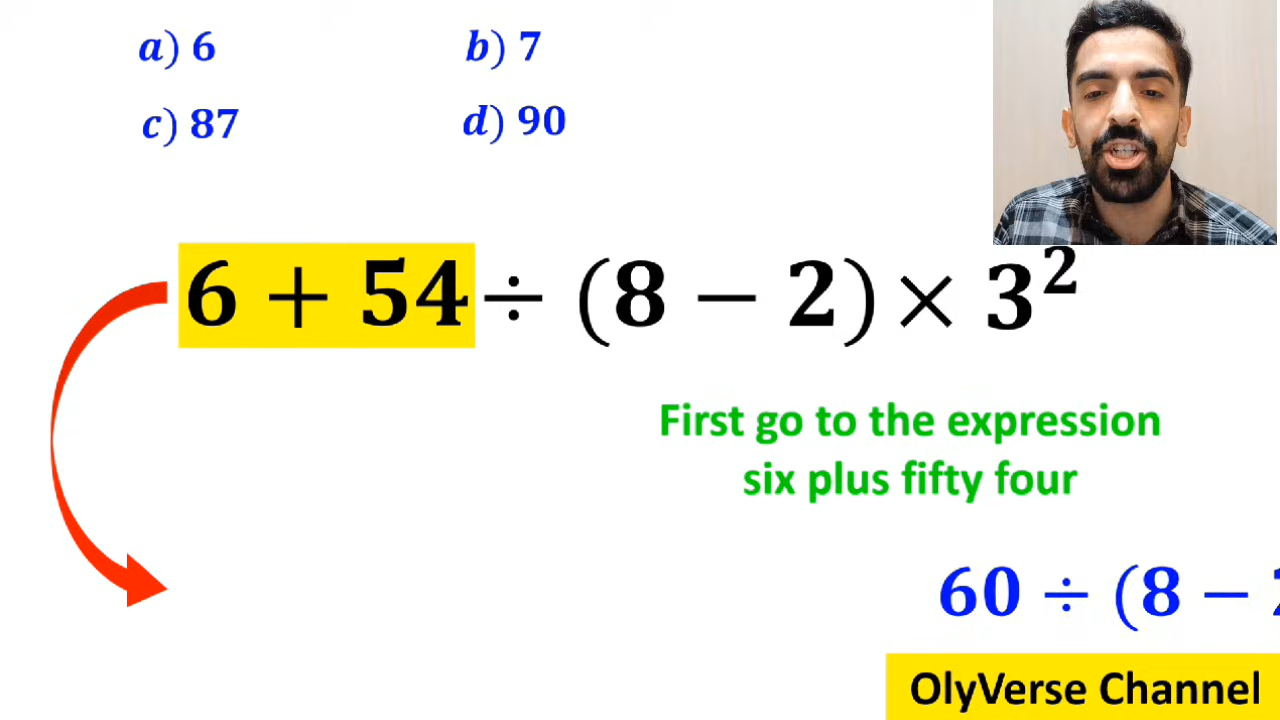 a) 6 b) 7
c) 87 d) 90
6 + 54 ÷ (8 − 2) × 3²
First go to the expression
six plus fifty four
60 ÷ (8 −
OlyVerse Channel